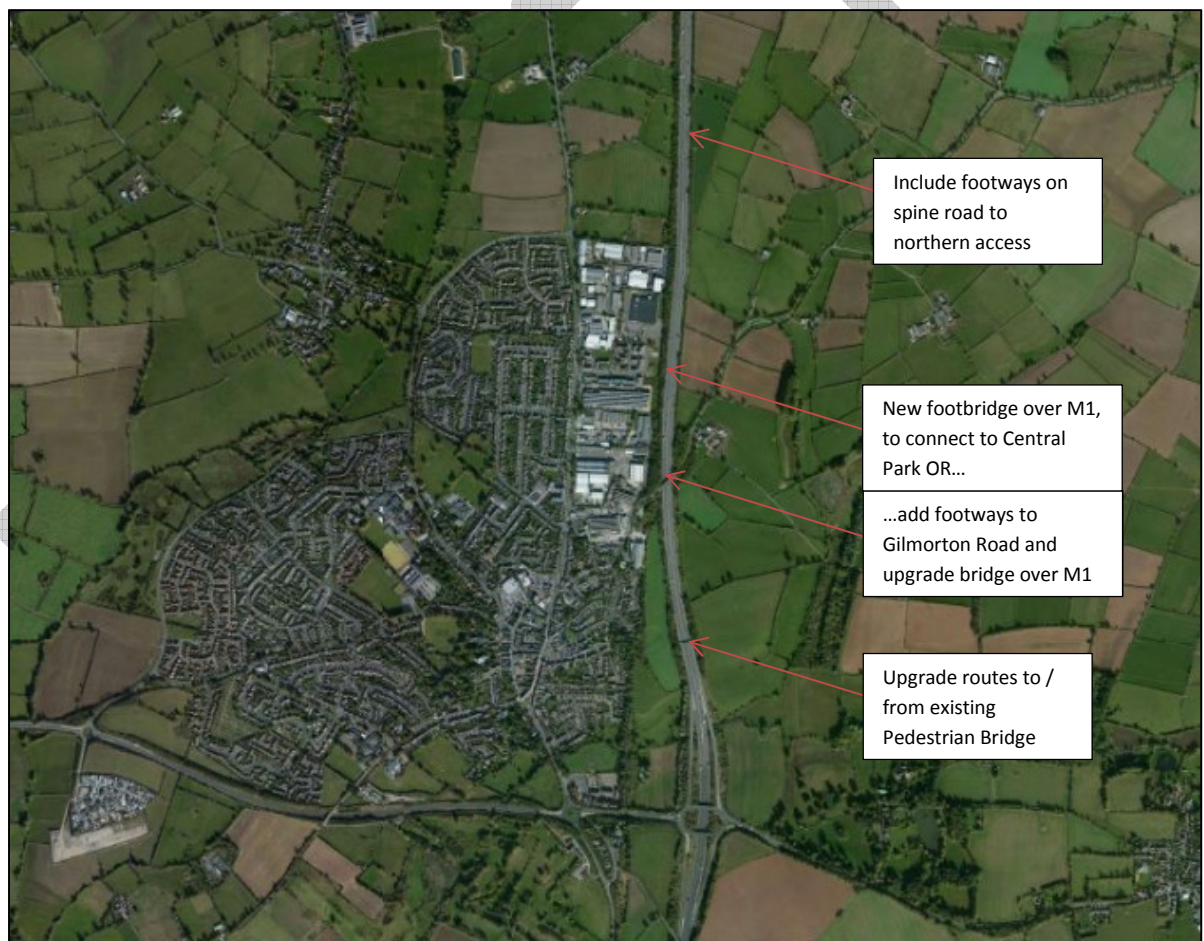 Include footways on
spine road to
northern access
New footbridge over M1,
to connect to Central
Park OR…
…add footways to
Gilmorton Road and
upgrade bridge over M1
Upgrade routes to /
from existing
Pedestrian Bridge